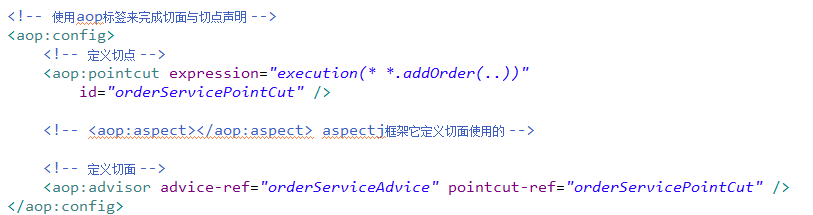 <!-- 使用aop标签来完成切面与切点声明 -->
<aop:config>
<!-- 定义切点 -->
<aop:pointcut expression="execution(* *.addOrder(..))"
id="orderServicePointCut" />
<!-- <aop:aspect></aop:aspect> aspectj框架它定义切面使用的 -->
<!-- 定义切面 -->
<aop:advisor advice-ref="orderServiceAdvice" pointcut-ref="orderServicePointCut" />
</aop:config>